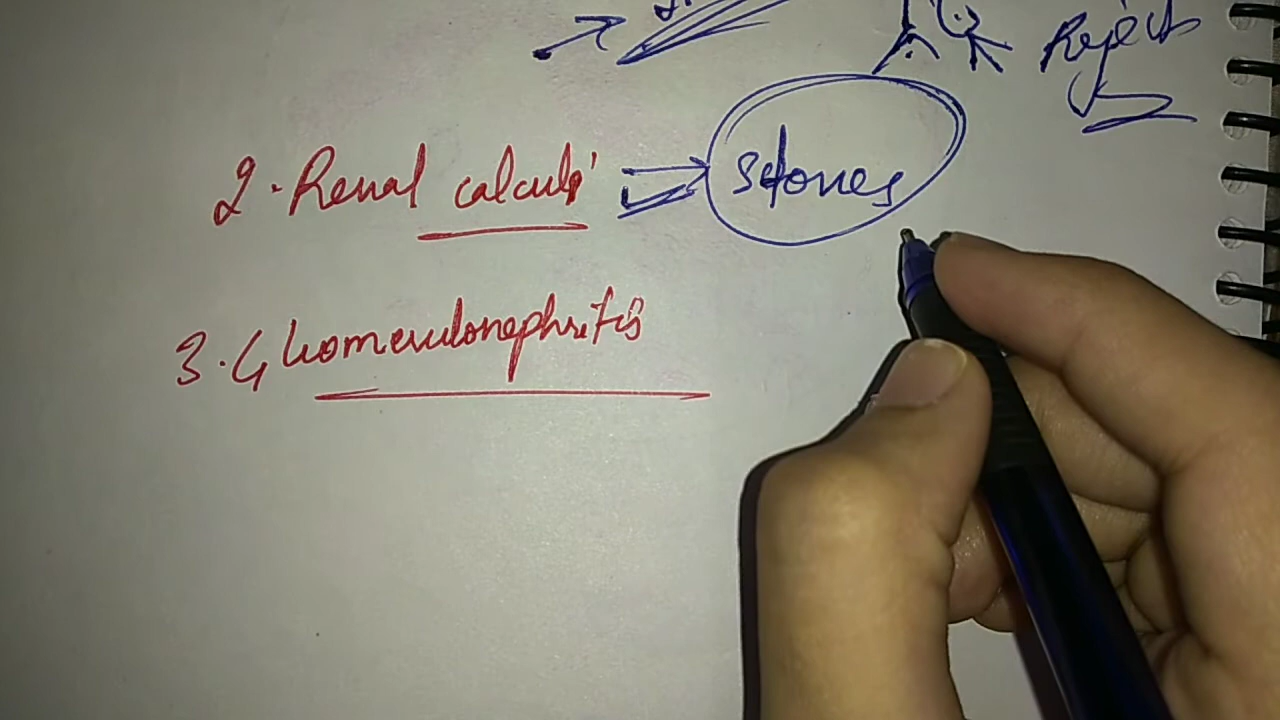 Reject
2. Renal calculi → stones
3. Glomerulonephritis